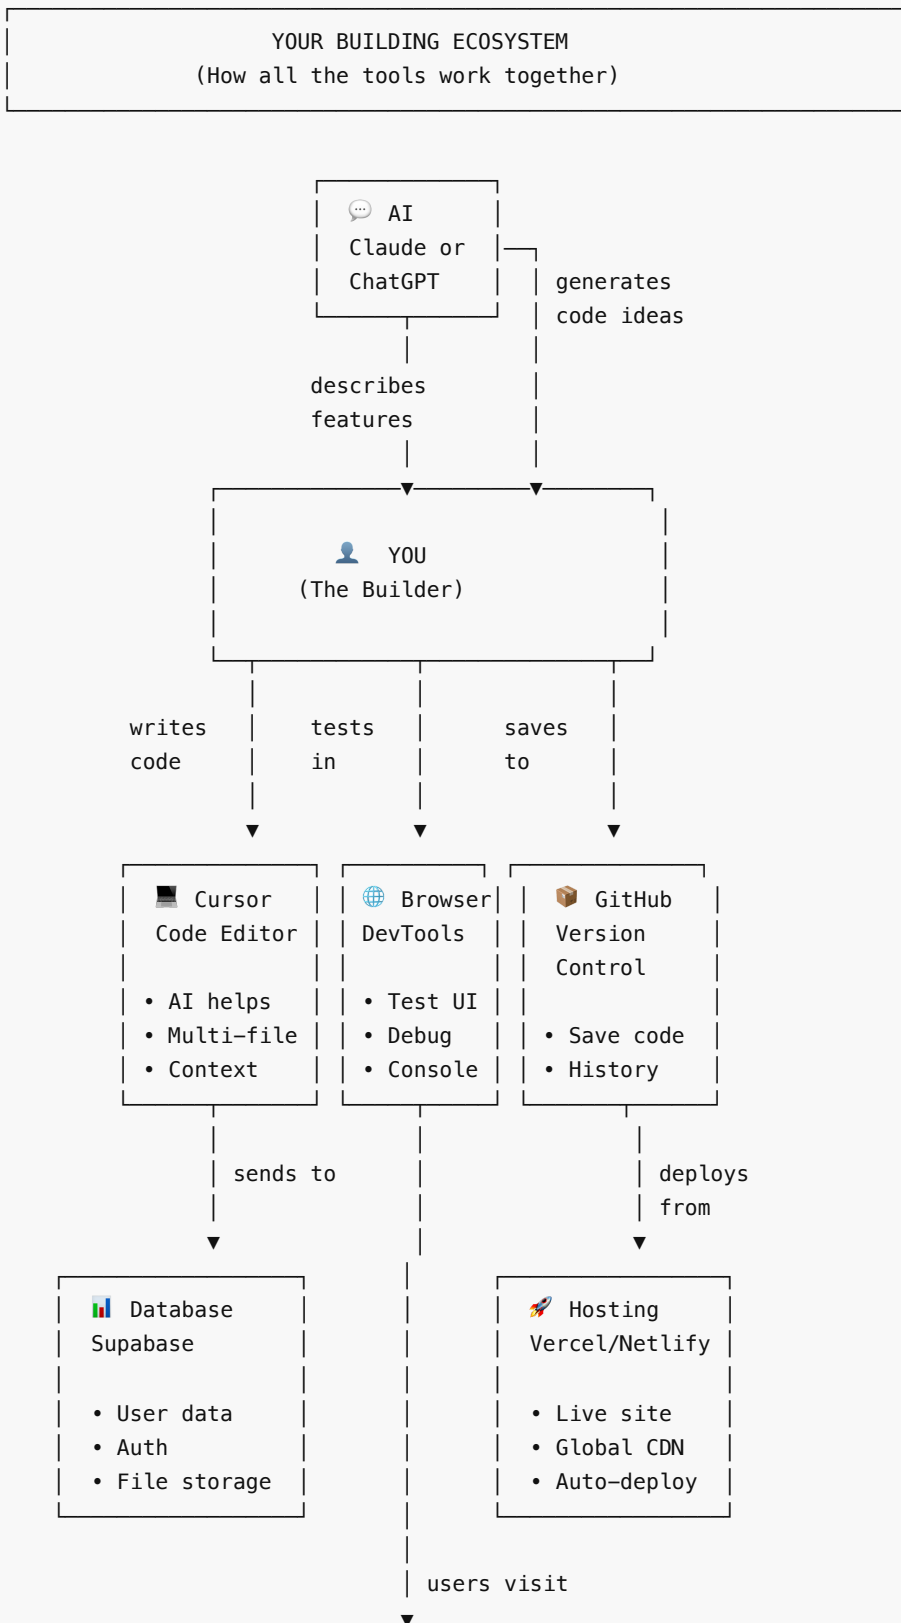 YOUR BUILDING ECOSYSTEM
(How all the tools work together)
AI
Claude or
ChatGPT
generates
code ideas
describes
features
YOU
(The Builder)
writes
code
tests
in
saves
to
Cursor
Code Editor
• AI helps
• Multi-file
• Context
Browser
DevTools
• Test UI
• Debug
• Console
GitHub
Version
Control
• Save code
• History
sends to
deploys
from
Database
Supabase
• User data
• Auth
• File storage
Hosting
Vercel/Netlify
• Live site
• Global CDN
• Auto-deploy
users visit